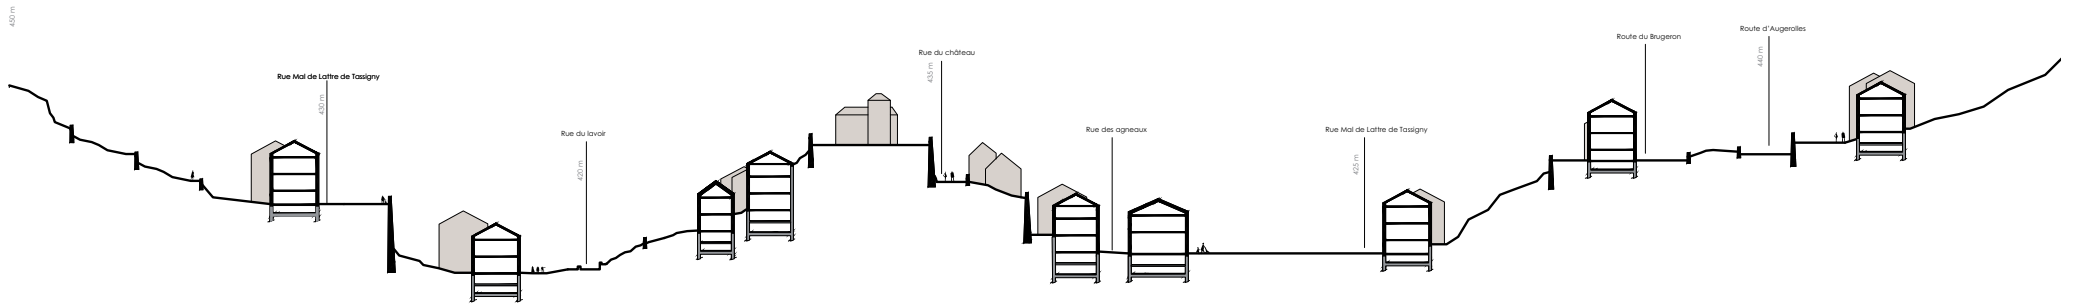 450 m
Rue Mal de Lattre de Tassigny
430 m
Rue du lavoir
420 m
Rue du château
435 m
Rue des agneaux
Rue Mal de Lattre de Tassigny
425 m
Route du Brugeron
Route d'Augerolles
440 m